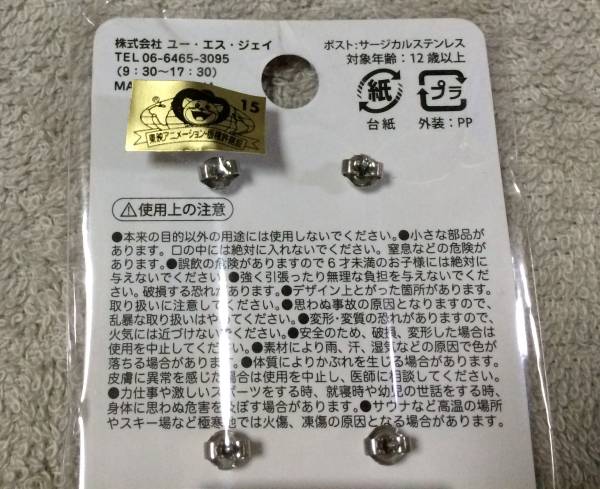 株式会社 ユー・エス・ジェイ
TEL 06-6465-3095
(9:30〜17:30)
MA
ポスト:サージカルステンレス
対象年齢:12歳以上
紙
プラ
台紙
外装:PP
15
東映アニメーション・各種許諾証
⚠使用上の注意
●本来の目的以外の用途には使用しないでください。●小さな部品が
あります。口の中には絶対に入れないでください。窒息などの危険が
あります。●誤飲の危険がありますので6才未満のお子様には絶対に
与えないでください。●強く引張ったり無理な負担を与えないでくだ
さい。破損する恐れがあります。●デザイン上とがった箇所があります。
取り扱いに注意してください。●思わぬ事故の原因となりますので、
乱暴な取り扱いはやめてください。●変形・変質の恐れがありますので、
火気には近づけないでください。●安全のため、破損、変形した場合は
使用を中止してください。●素材により雨、汗、湿気などの原因で色が
落ちる場合があります。●体質によりかぶれを生じる場合があります。
皮膚に異常を感じた場合は使用を中止し、医師に相談してください。
●力仕事や激しいスポーツをする時、就寝時や幼児の世話をする時、
身体に思わぬ危害を及ぼす場合があります。●サウナなど高温の場所
やスキー場など極寒地では火傷、凍傷の原因になる場合があります。